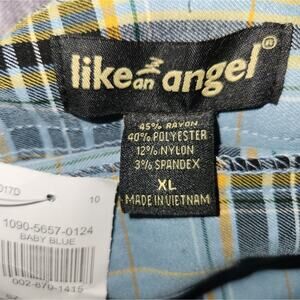 like an angel®
45% RAYON
40% POLYESTER
12% NYLON
3% SPANDEX
XL
MADE IN VIETNAM
017D
10
1090-5657-0124
BABY BLUE
002-670-1415